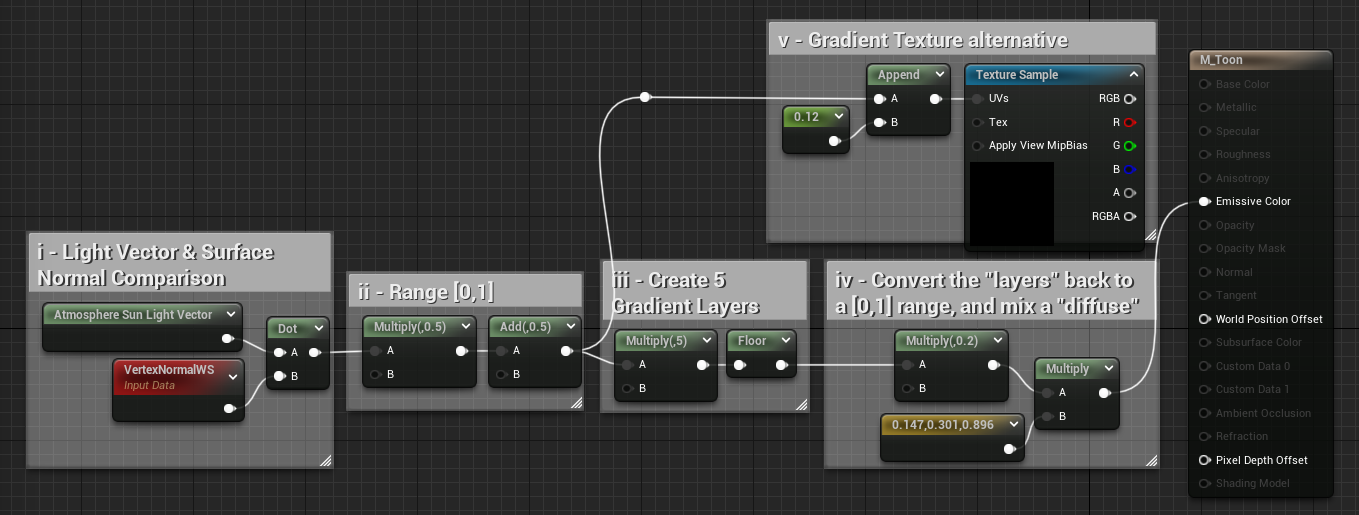 v - Gradient Texture alternative
Append
A
B
0.12
Texture Sample
UVs
Tex
Apply View MipBias
RGB
R
G
B
A
RGBA
M_Toon
Base Color
Metallic
Specular
Roughness
Anisotropy
Emissive Color
Opacity
Opacity Mask
Normal
Tangent
World Position Offset
Subsurface Color
Custom Data 0
Custom Data 1
Ambient Occlusion
Refraction
Pixel Depth Offset
Shading Model
i - Light Vector & Surface
Normal Comparison
Atmosphere Sun Light Vector
VertexNormalWS
Input Data
Dot
A
B
ii - Range [0,1]
Multiply(,0.5)
A
B
Add(,0.5)
A
B
iii - Create 5
Gradient Layers
Multiply(,5)
A
B
Floor
iv - Convert the "layers" back to
a [0,1] range, and mix a "diffuse"
Multiply(,0.2)
A
B
0.147,0.301,0.896
Multiply
A
B